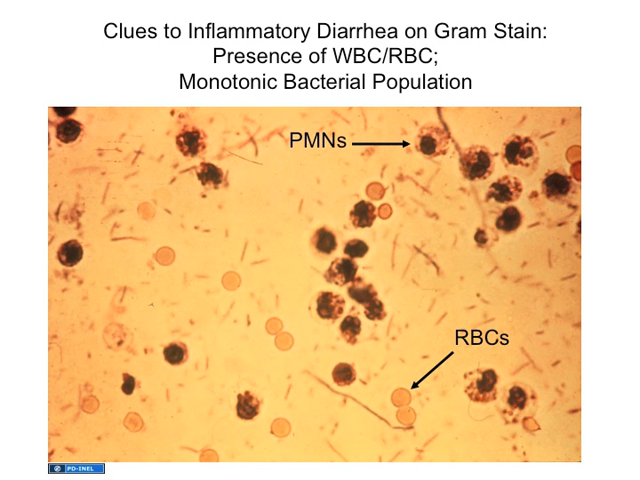 Clues to Inflammatory Diarrhea on Gram Stain:
Presence of WBC/RBC;
Monotonic Bacterial Population
PMNs
RBCs
PD-INEL